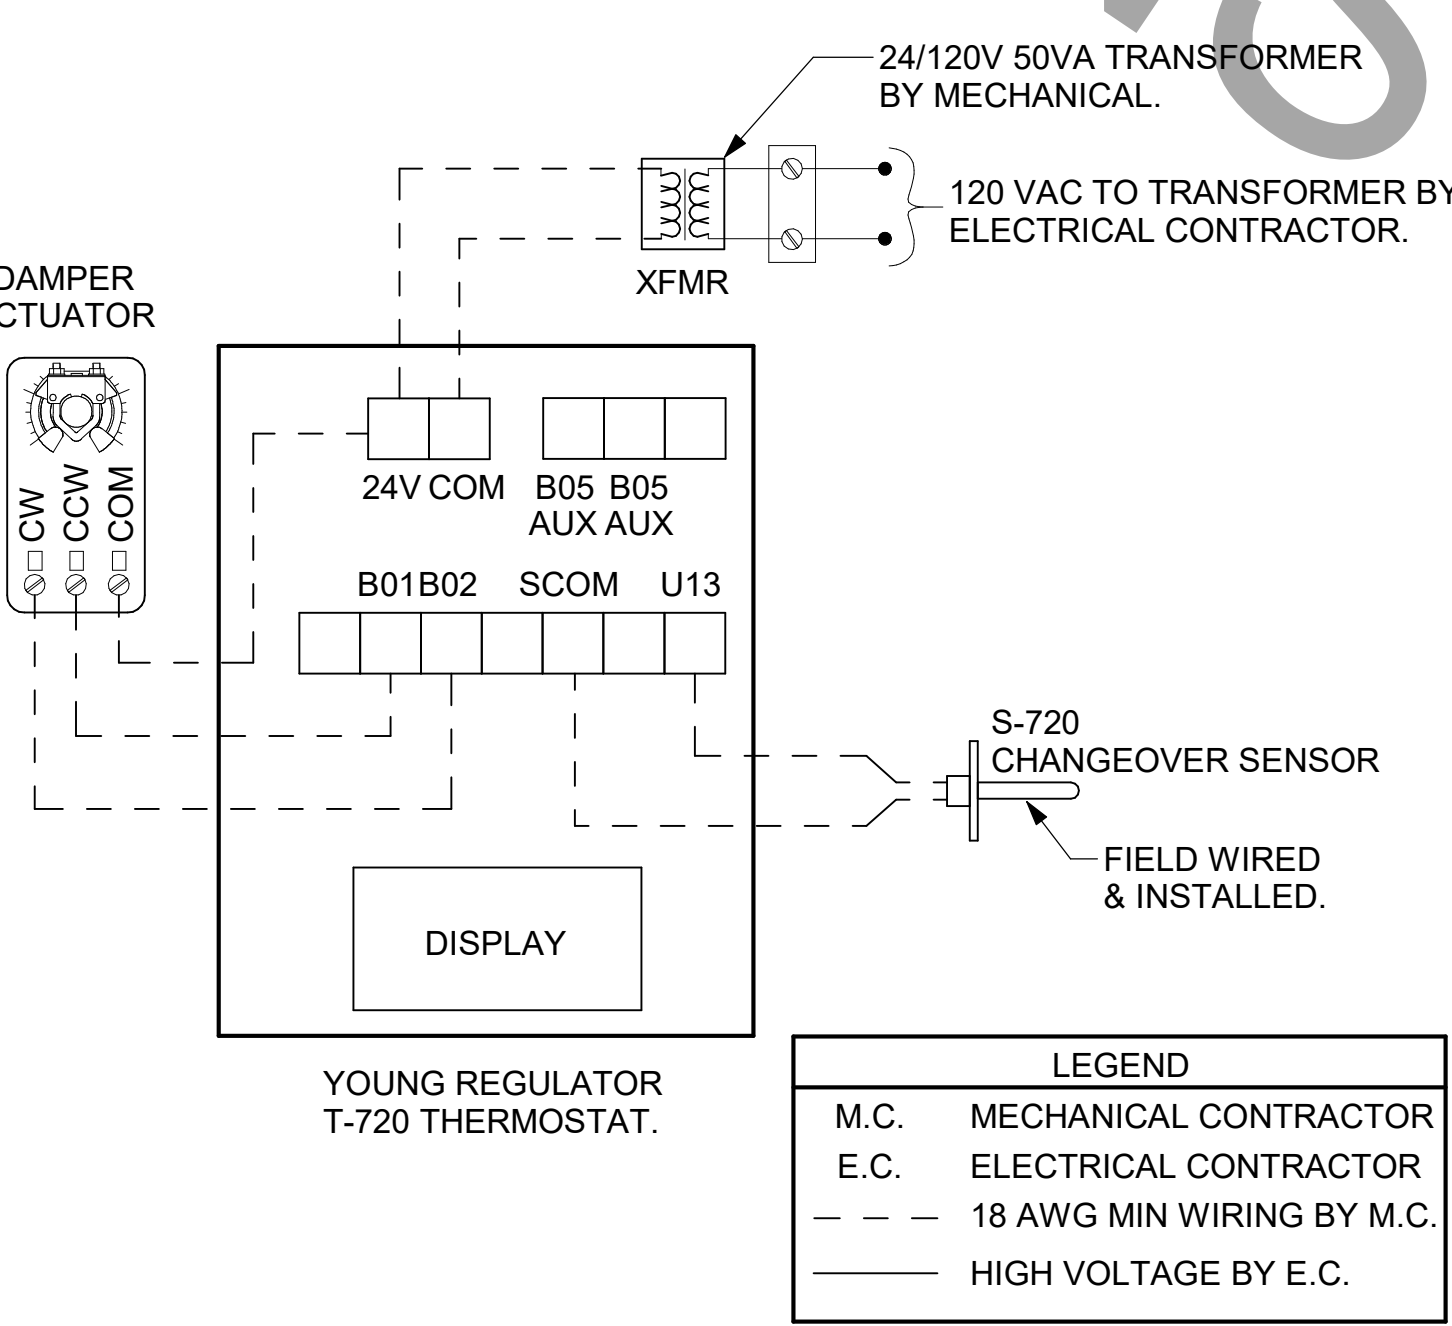 24/120V 50VA TRANSFORMER
BY MECHANICAL.
120 VAC TO TRANSFORMER BY
ELECTRICAL CONTRACTOR.
XFMR
DAMPER
CTUATOR
CW
CCW
COM
24V COM
B05 B05
AUX AUX
B01 B02 SCOM U13
S-720
CHANGEOVER SENSOR
FIELD WIRED
& INSTALLED.
DISPLAY
YOUNG REGULATOR
T-720 THERMOSTAT.
LEGEND
M.C. MECHANICAL CONTRACTOR
E.C. ELECTRICAL CONTRACTOR
18 AWG MIN WIRING BY M.C.
HIGH VOLTAGE BY E.C.